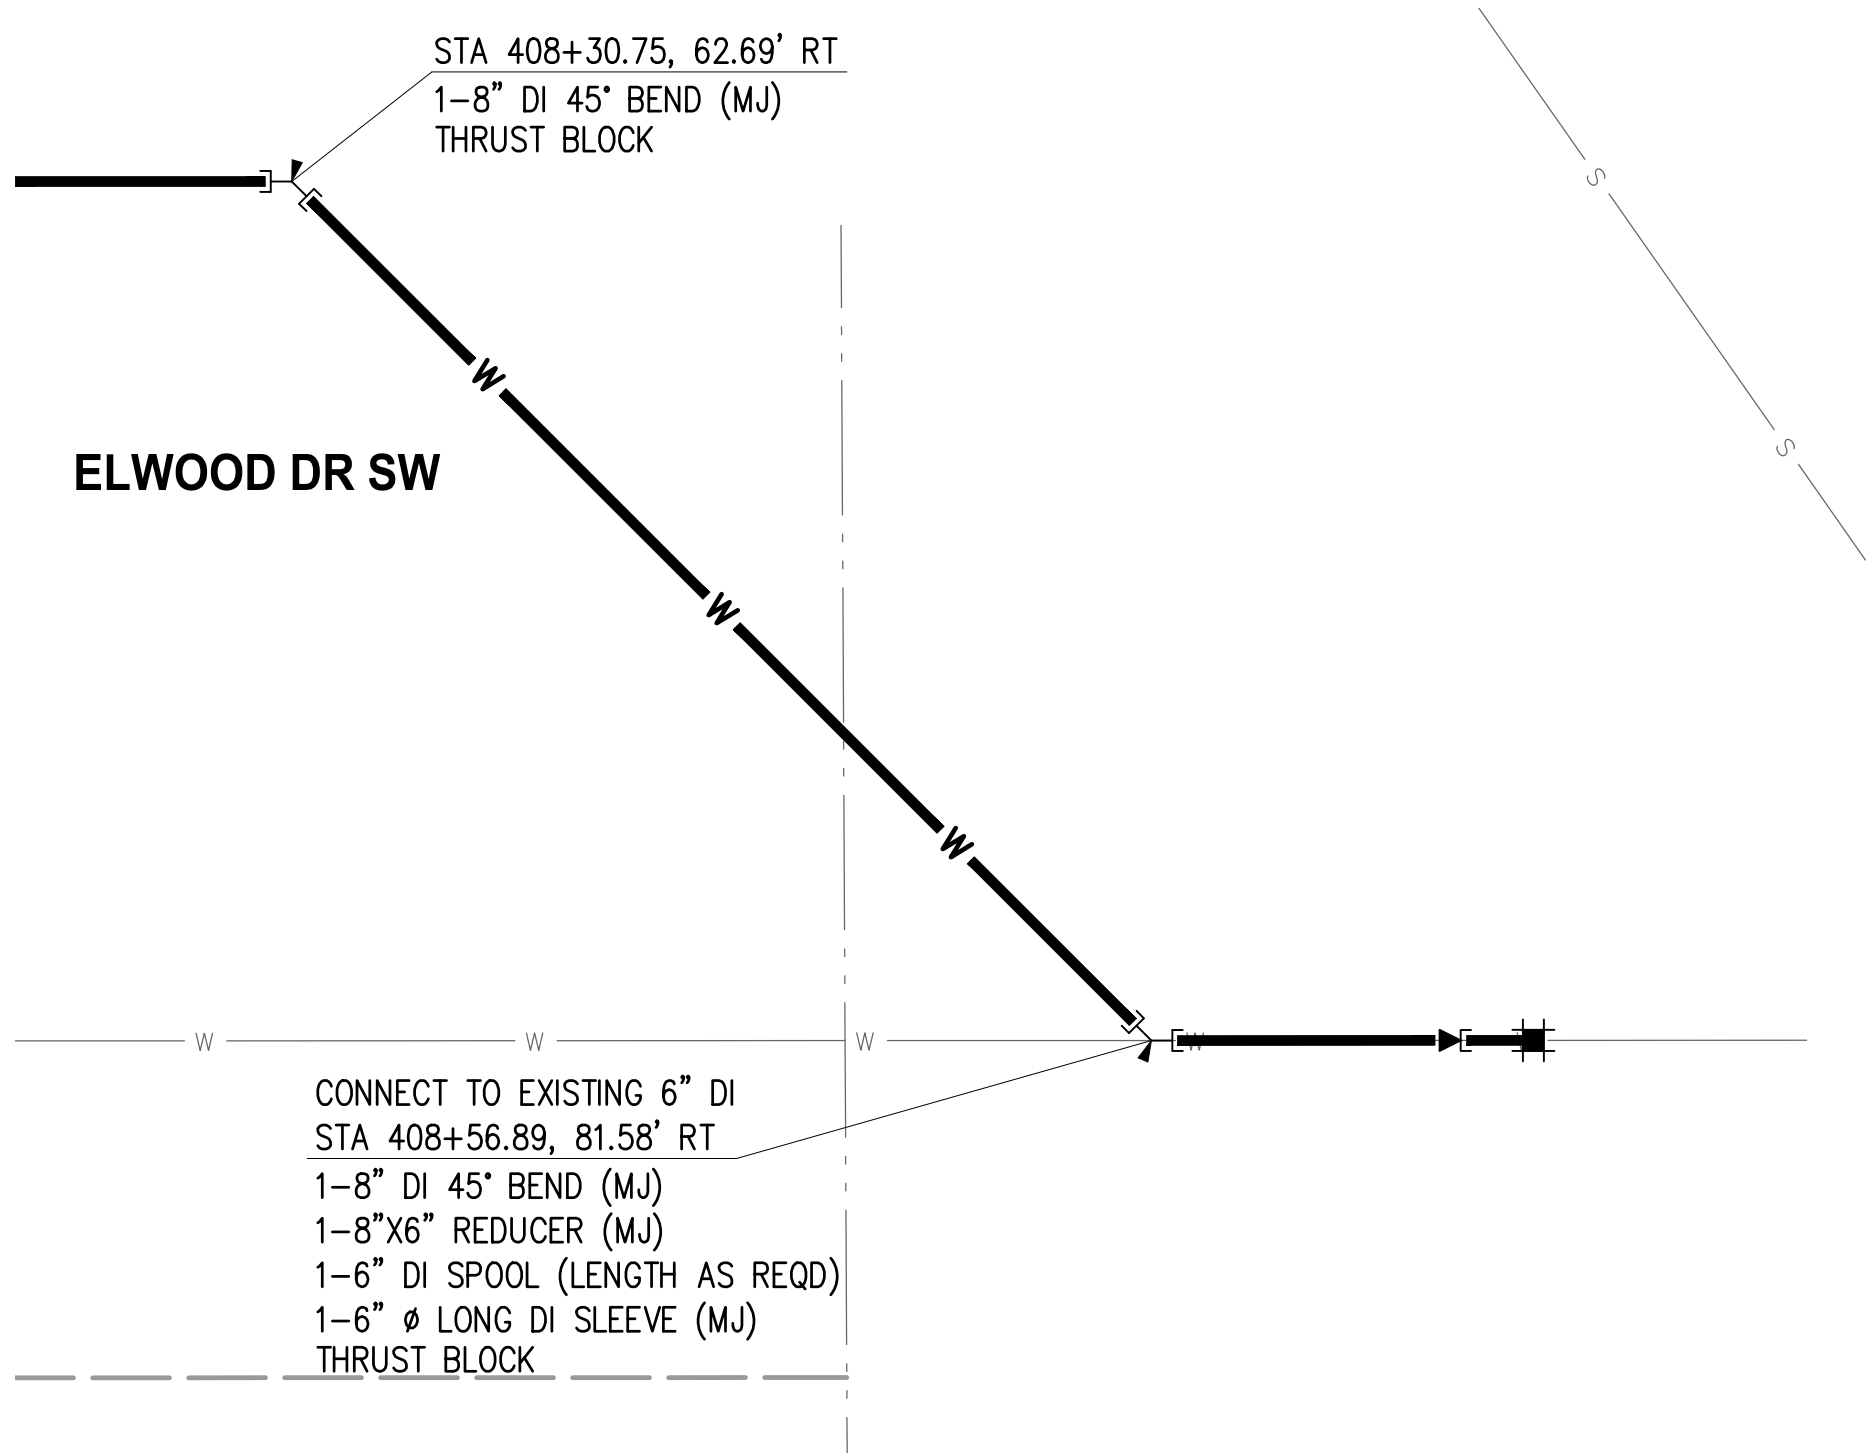 STA 408+30.75, 62.69' RT
1-8" DI 45° BEND (MJ)
THRUST BLOCK
S
W
S
ELWOOD DR SW
W
W
W W W W
CONNECT TO EXISTING 6" DI
STA 408+56.89, 81.58' RT
1-8" DI 45° BEND (MJ)
1-8"X6" REDUCER (MJ)
1-6" DI SPOOL (LENGTH AS REQD)
1-6" ø LONG DI SLEEVE (MJ)
THRUST BLOCK